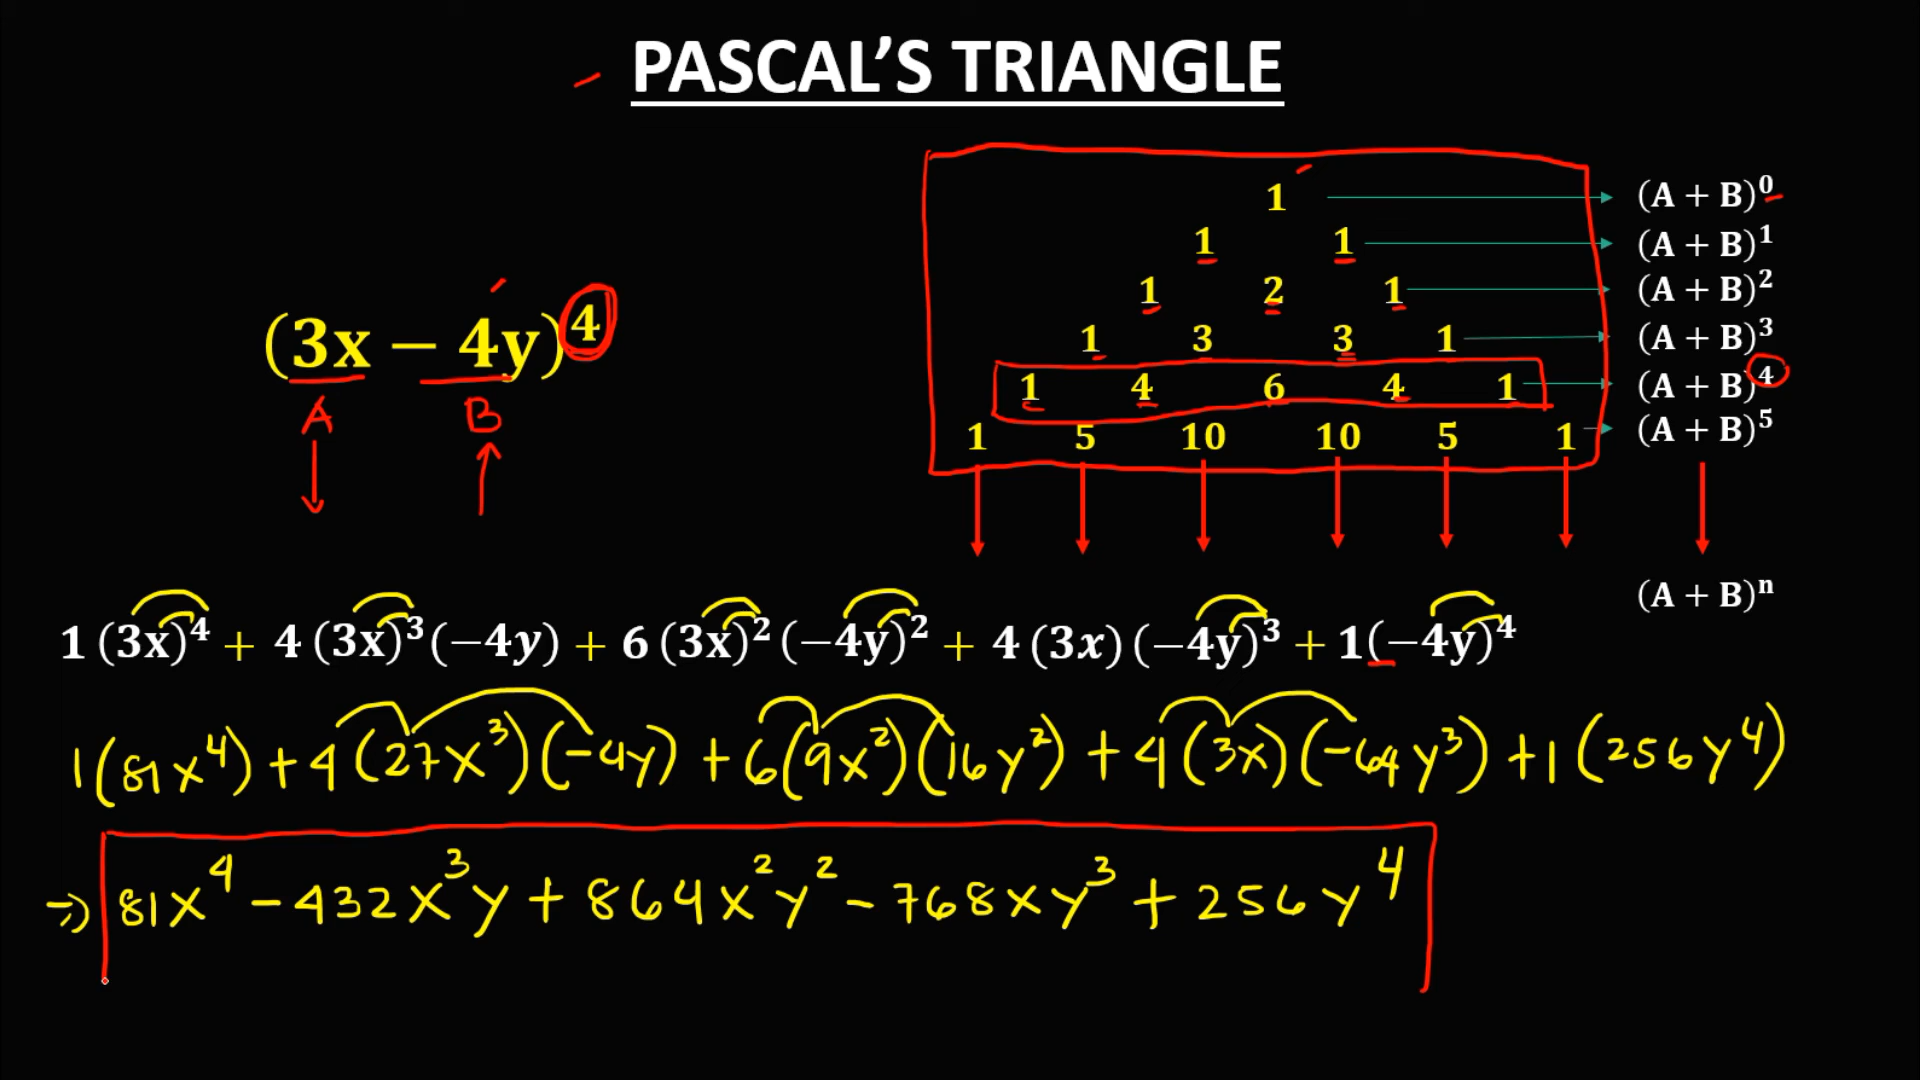 PASCAL'S TRIANGLE
1 (A + B)⁰
1 1 (A + B)¹
1 2 1 (A + B)²
1 3 3 1 (A + B)³
1 4 6 4 1 (A + B)⁴
1 5 10 10 5 1 (A + B)⁵
(A + B)ⁿ
(3x − 4y)⁴
A B
1 (3x)⁴ + 4 (3x)³(−4y) + 6 (3x)² (−4y)² + 4 (3x) (−4y)³ + 1(−4y)⁴
1(81x⁴) + 4(27x³)(-4y) + 6(9x²)(16y²) + 4(3x)(-64y³) + 1(256y⁴)
⇒ 81x⁴ - 432x³y + 864x²y² - 768xy³ + 256y⁴